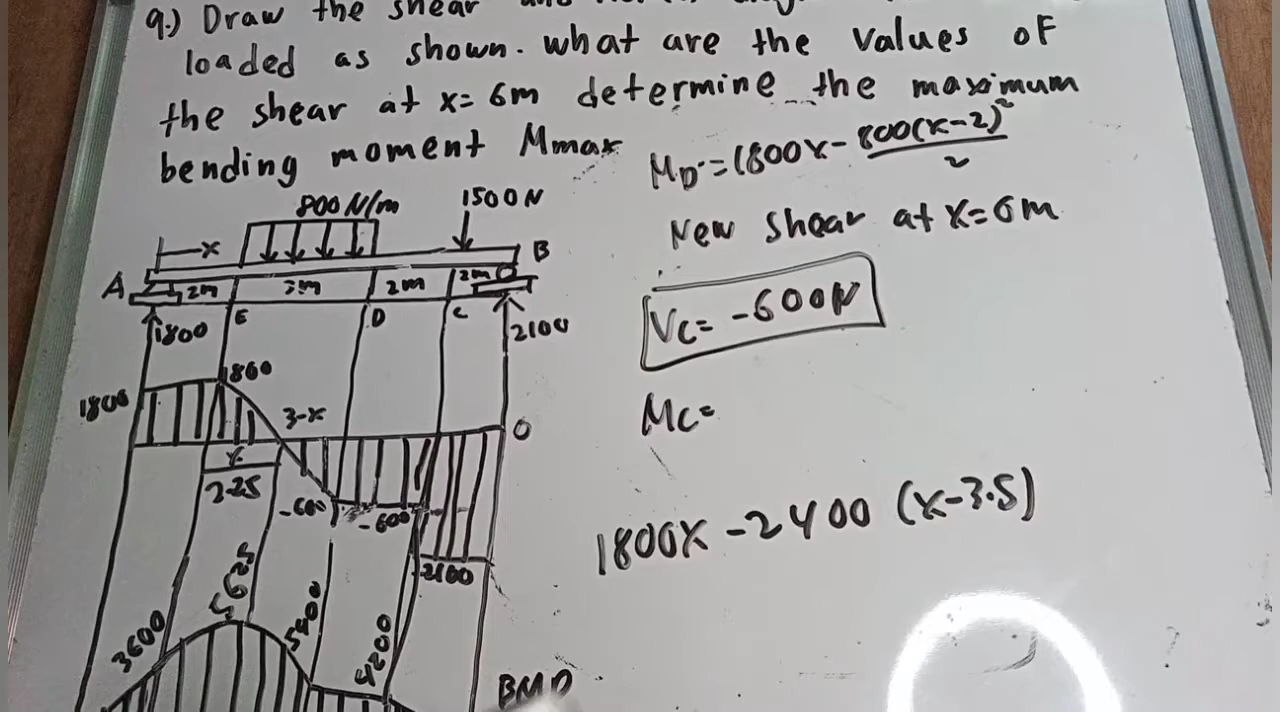 9.) Draw the shear
loaded as shown. what are the values of
the shear at x= 6m determine the maximum
bending moment Mmax
MD = 1800x - 800(x-2)²
2
800 N/m
1500N
New shear at x=6m
x
B
A
2m
3m
2m
2m
E
D
C
1800
2100
Vc= -600N
1800
1800
3-x
0
Mc=
x
2.25
-600
-600
2100
1800x - 2400 (x-3.5)
3600
5625
5400
4200
BMD